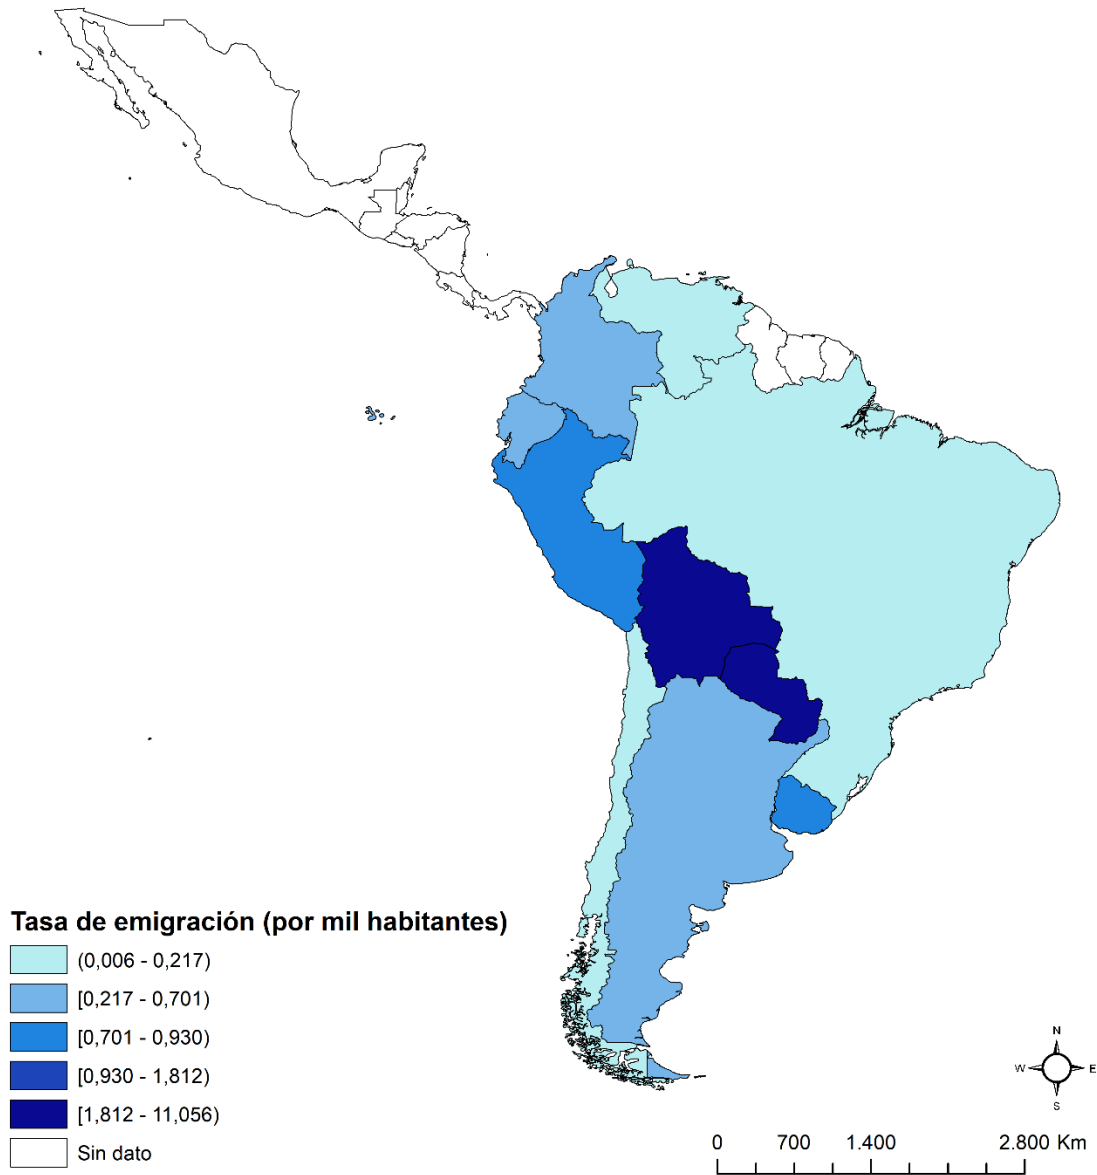 Tasa de emigración (por mil habitantes)
(0,006 - 0,217)
[0,217 - 0,701)
[0,701 - 0,930)
[0,930 - 1,812)
[1,812 - 11,056)
Sin dato
N
W E
S
0 700 1.400 2.800 Km